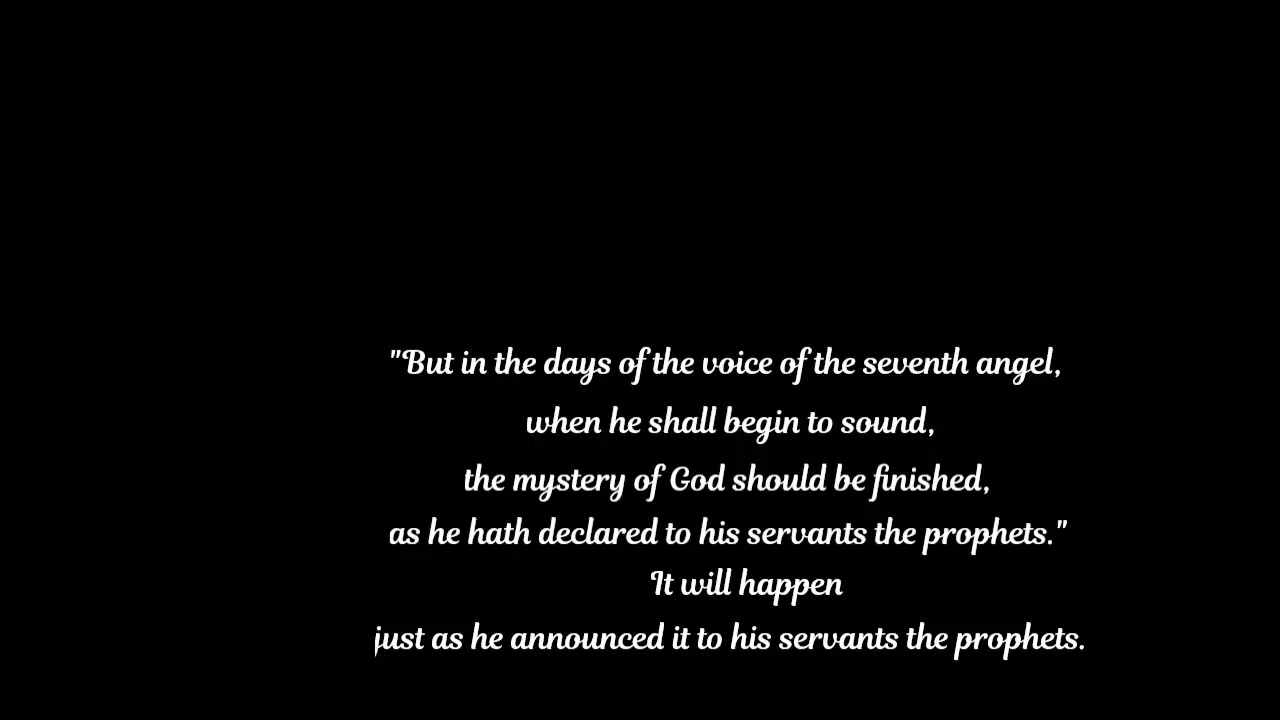 "But in the days of the voice of the seventh angel,
when he shall begin to sound,
the mystery of God should be finished,
as he hath declared to his servants the prophets."
It will happen
just as he announced it to his servants the prophets.